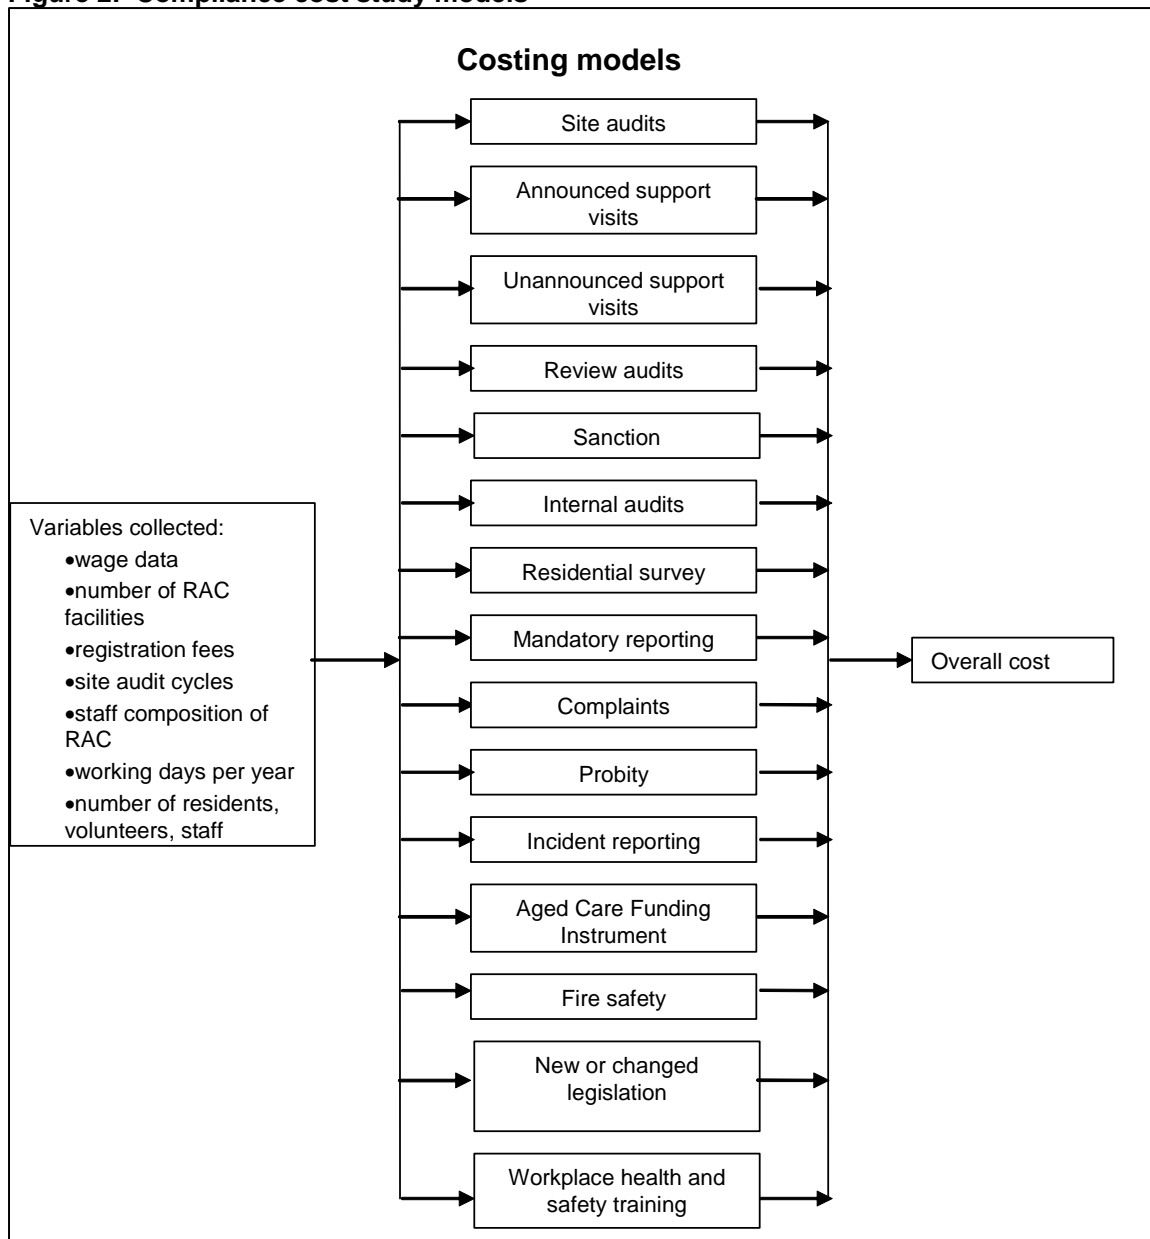 Figure 2: Compliance cost study models
Costing models
Site audits
Announced support
visits
Unannounced support
visits
Review audits
Sanction
Internal audits
Residential survey
Mandatory reporting
Complaints
Probity
Incident reporting
Aged Care Funding
Instrument
Fire safety
New or changed
legislation
Workplace health and
safety training
Variables collected:
•wage data
•number of RAC
facilities
•registration fees
•site audit cycles
•staff composition of
RAC
•working days per year
•number of residents,
volunteers, staff
Overall cost